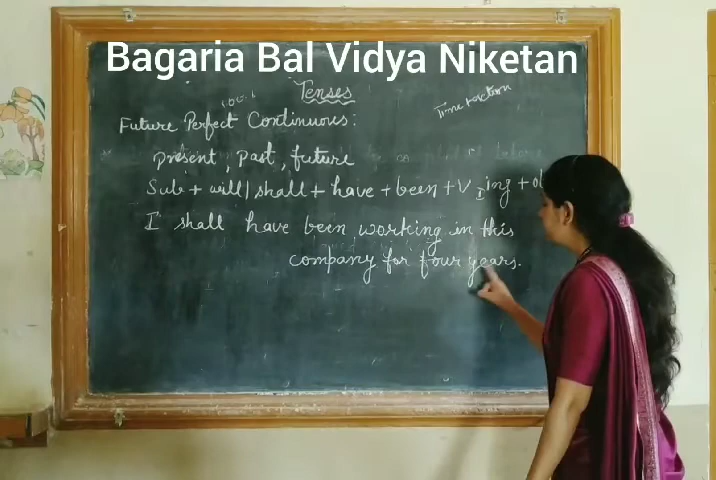 Bagaria Bal Vidya Niketan
Tenses
Future Perfect Continuous:
present, past, future
Sub + will/shall + have + been + V I ing + ob
I shall have been working in this
company for four years.